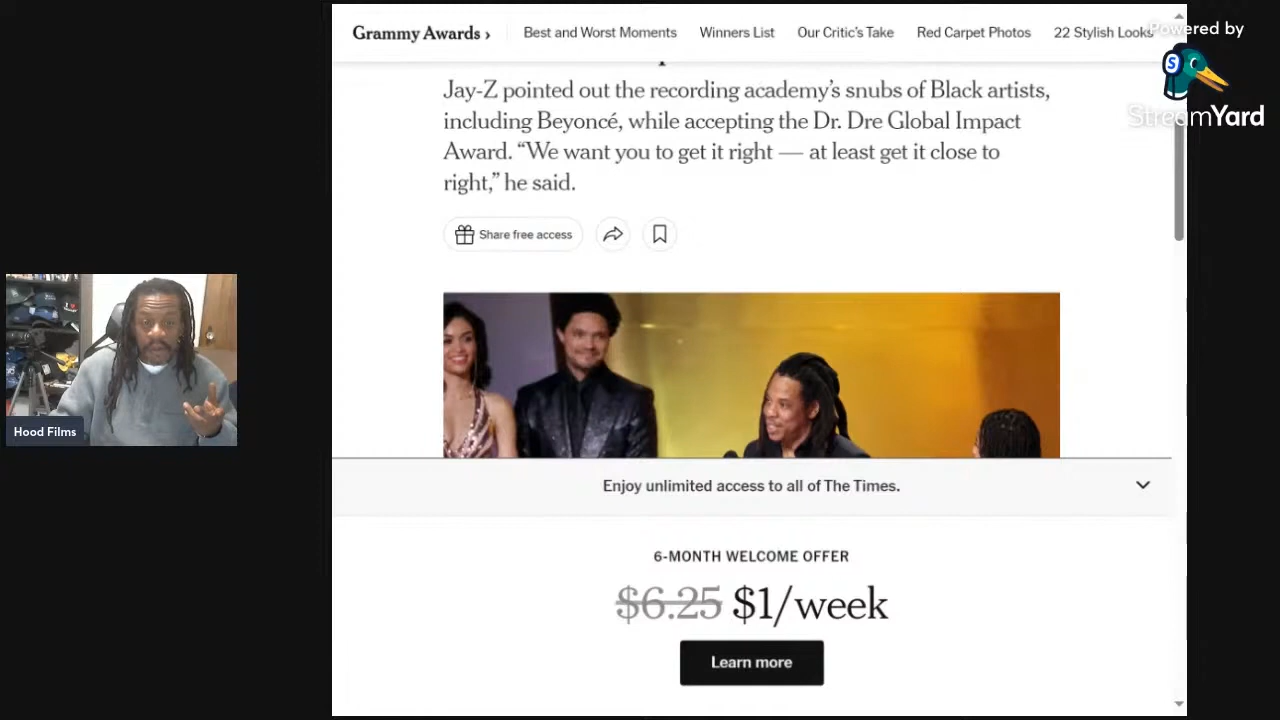 Grammy Awards ›
Best and Worst Moments
Winners List
Our Critic's Take
Red Carpet Photos
22 Stylish Looks
Powered by
StreamYard
Jay-Z pointed out the recording academy's snubs of Black artists,
including Beyoncé, while accepting the Dr. Dre Global Impact
Award. “We want you to get it right — at least get it close to
right,” he said.
Share free access
Hood Films
Enjoy unlimited access to all of The Times.
6-MONTH WELCOME OFFER
$6.25 $1/week
Learn more